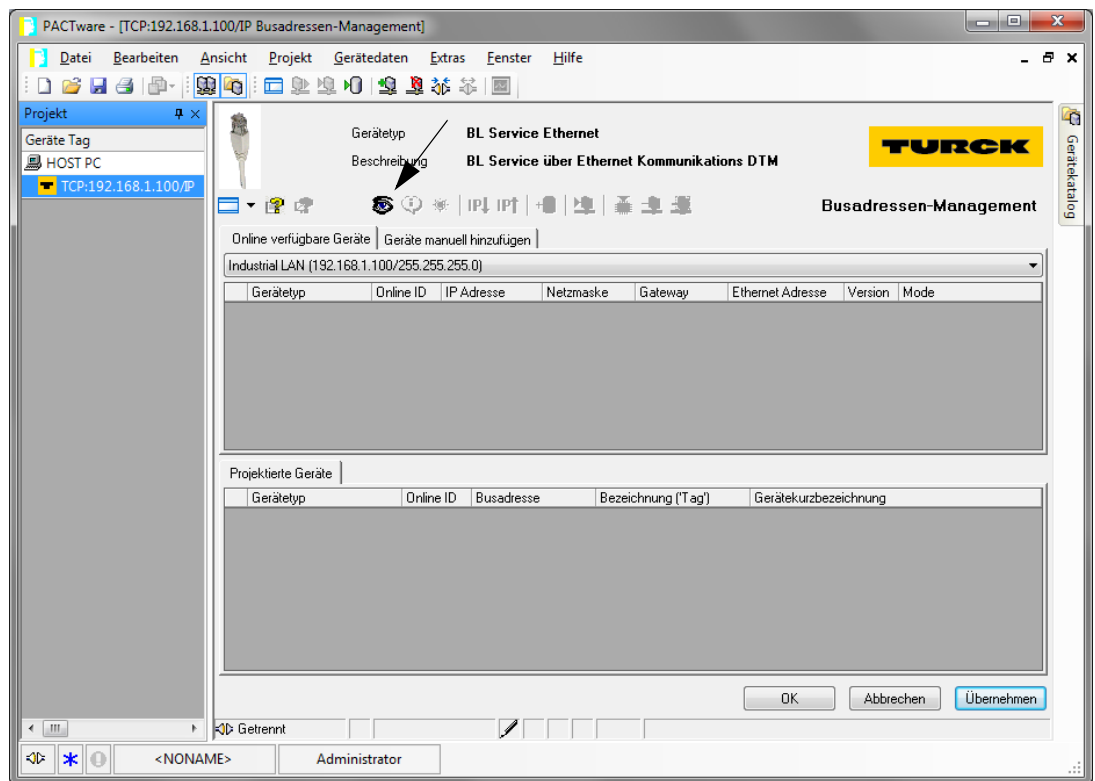 PACTware - [TCP:192.168.1.100/IP Busadressen-Management]
Datei Bearbeiten Ansicht Projekt Gerätedaten Extras Fenster Hilfe
Projekt
Geräte Tag
HOST PC
TCP:192.168.1.100/IP
Gerätetyp BL Service Ethernet
Beschreibung BL Service über Ethernet Kommunikations DTM
TURCK
IP IP
Busadressen-Management
Online verfügbare Geräte Geräte manuell hinzufügen
Industrial LAN (192.168.1.100/255.255.255.0)
Gerätetyp Online ID IP Adresse Netzmaske Gateway Ethernet Adresse Version Mode
Projektierte Geräte
Gerätetyp Online ID Busadresse Bezeichnung ('Tag') Gerätekurzbezeichnung
OK Abbrechen Übernehmen
Getrennt
<NONAME> Administrator
Gerätekatalog